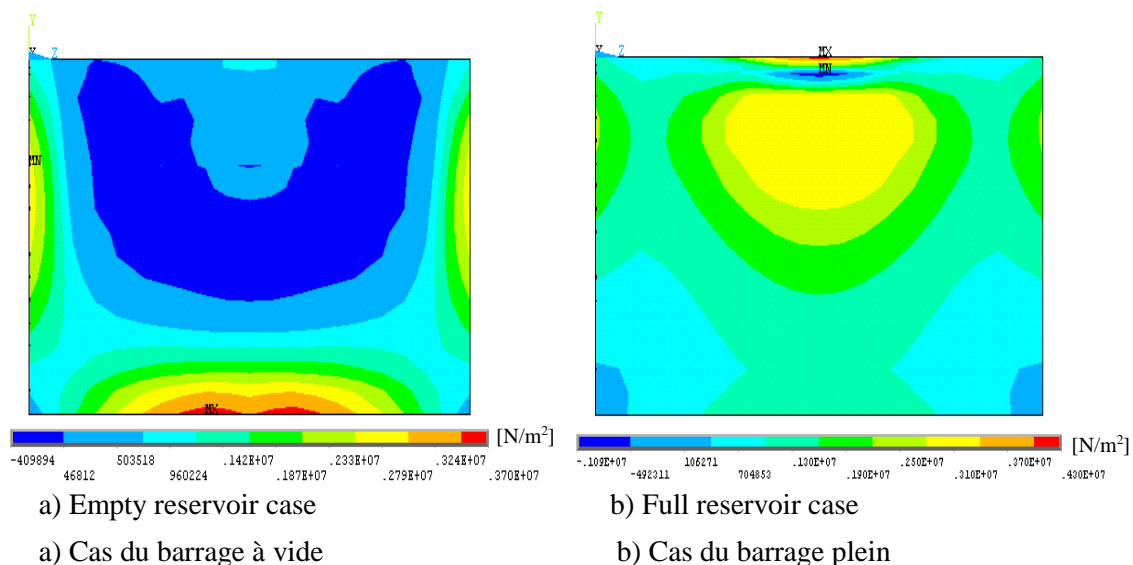 Y
X Z
MN
MX
[N/m²]
-409894 503518 .142E+07 .233E+07 .324E+07
46812 960224 .187E+07 .279E+07 .370E+07
a) Empty reservoir case
a) Cas du barrage à vide
Y
X Z
MX
MN
[N/m²]
-.109E+07 106271 .130E+07 .250E+07 .370E+07
-492311 704853 .190E+07 .310E+07 .430E+07
b) Full reservoir case
b) Cas du barrage plein